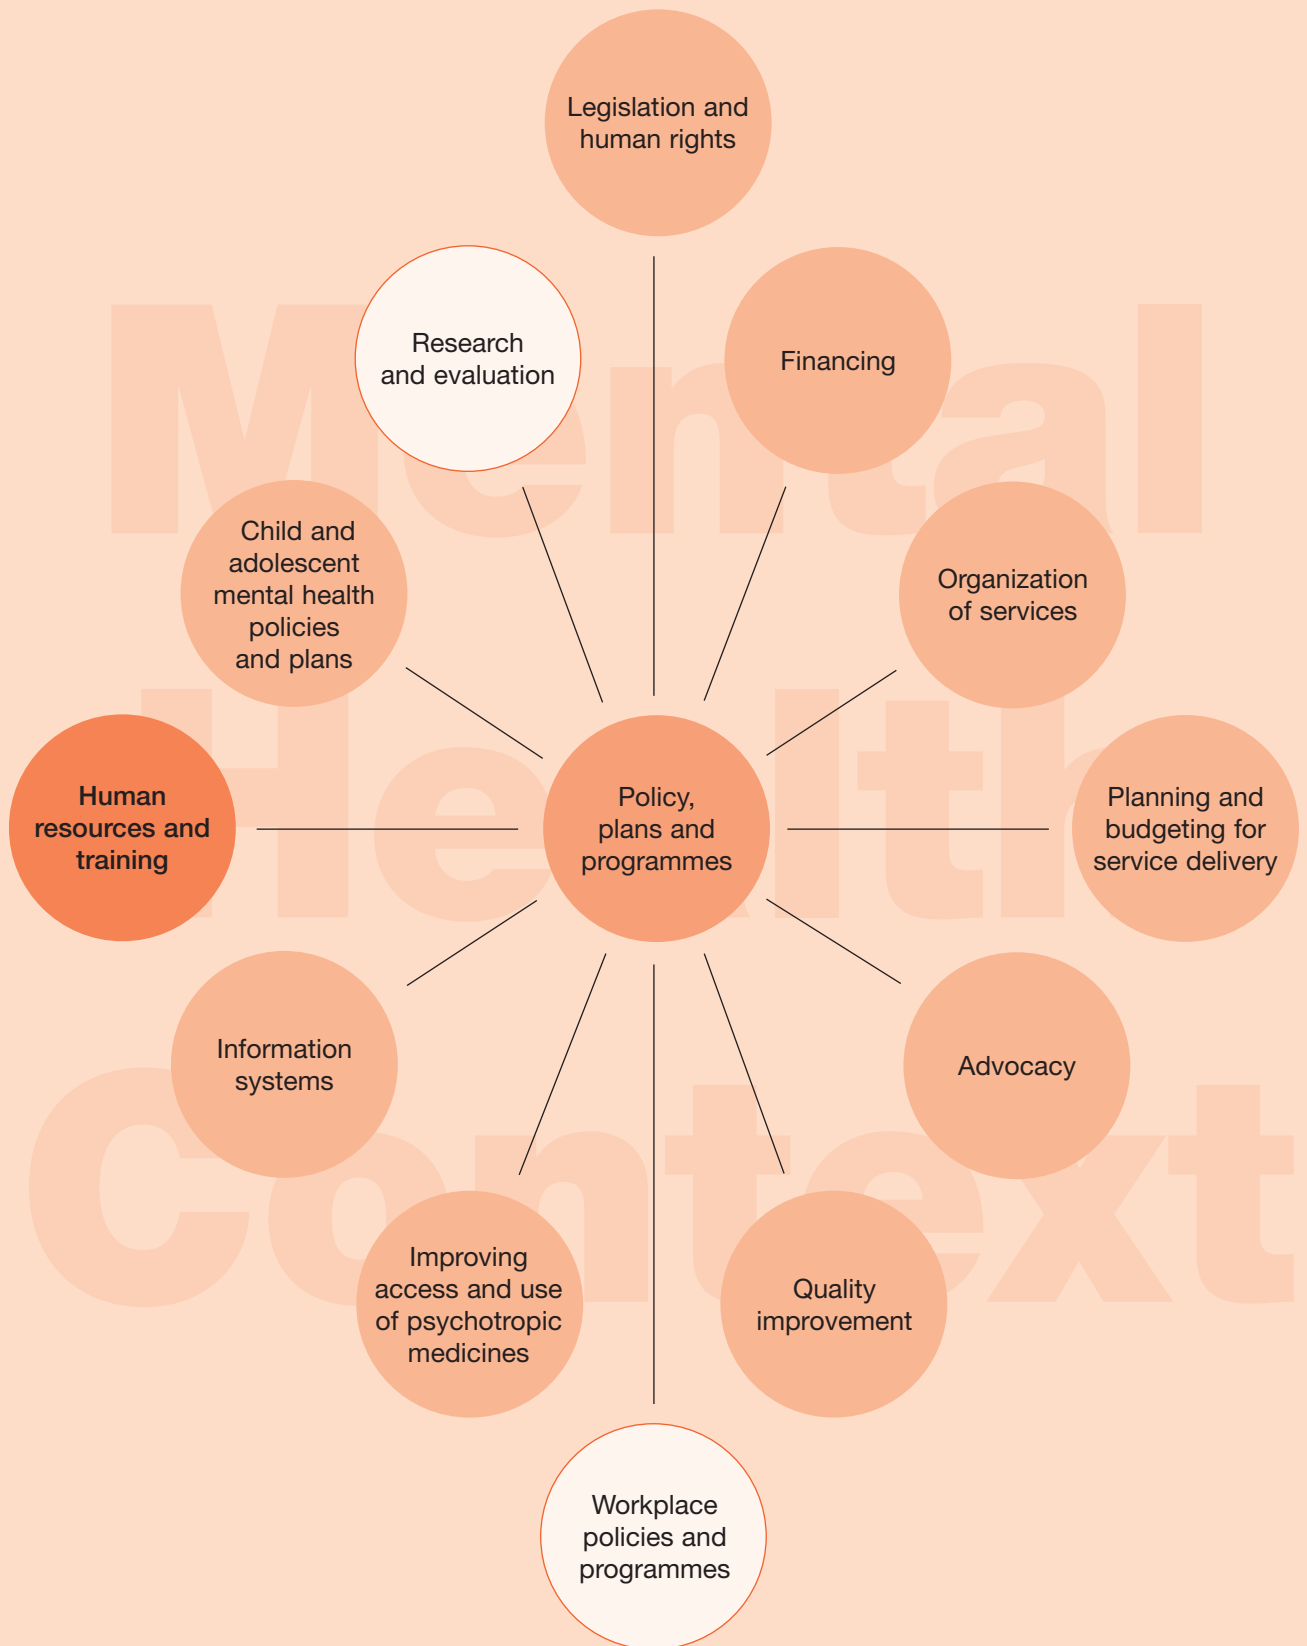 Legislation and
human rights
Research
and evaluation
Financing
Child and
adolescent
mental health
policies
and plans
Organization
of services
Human
resources and
training
Policy,
plans and
programmes
Planning and
budgeting for
service delivery
Information
systems
Advocacy
Improving
access and use
of psychotropic
medicines
Quality
improvement
Workplace
policies and
programmes
Mental
Health
Context